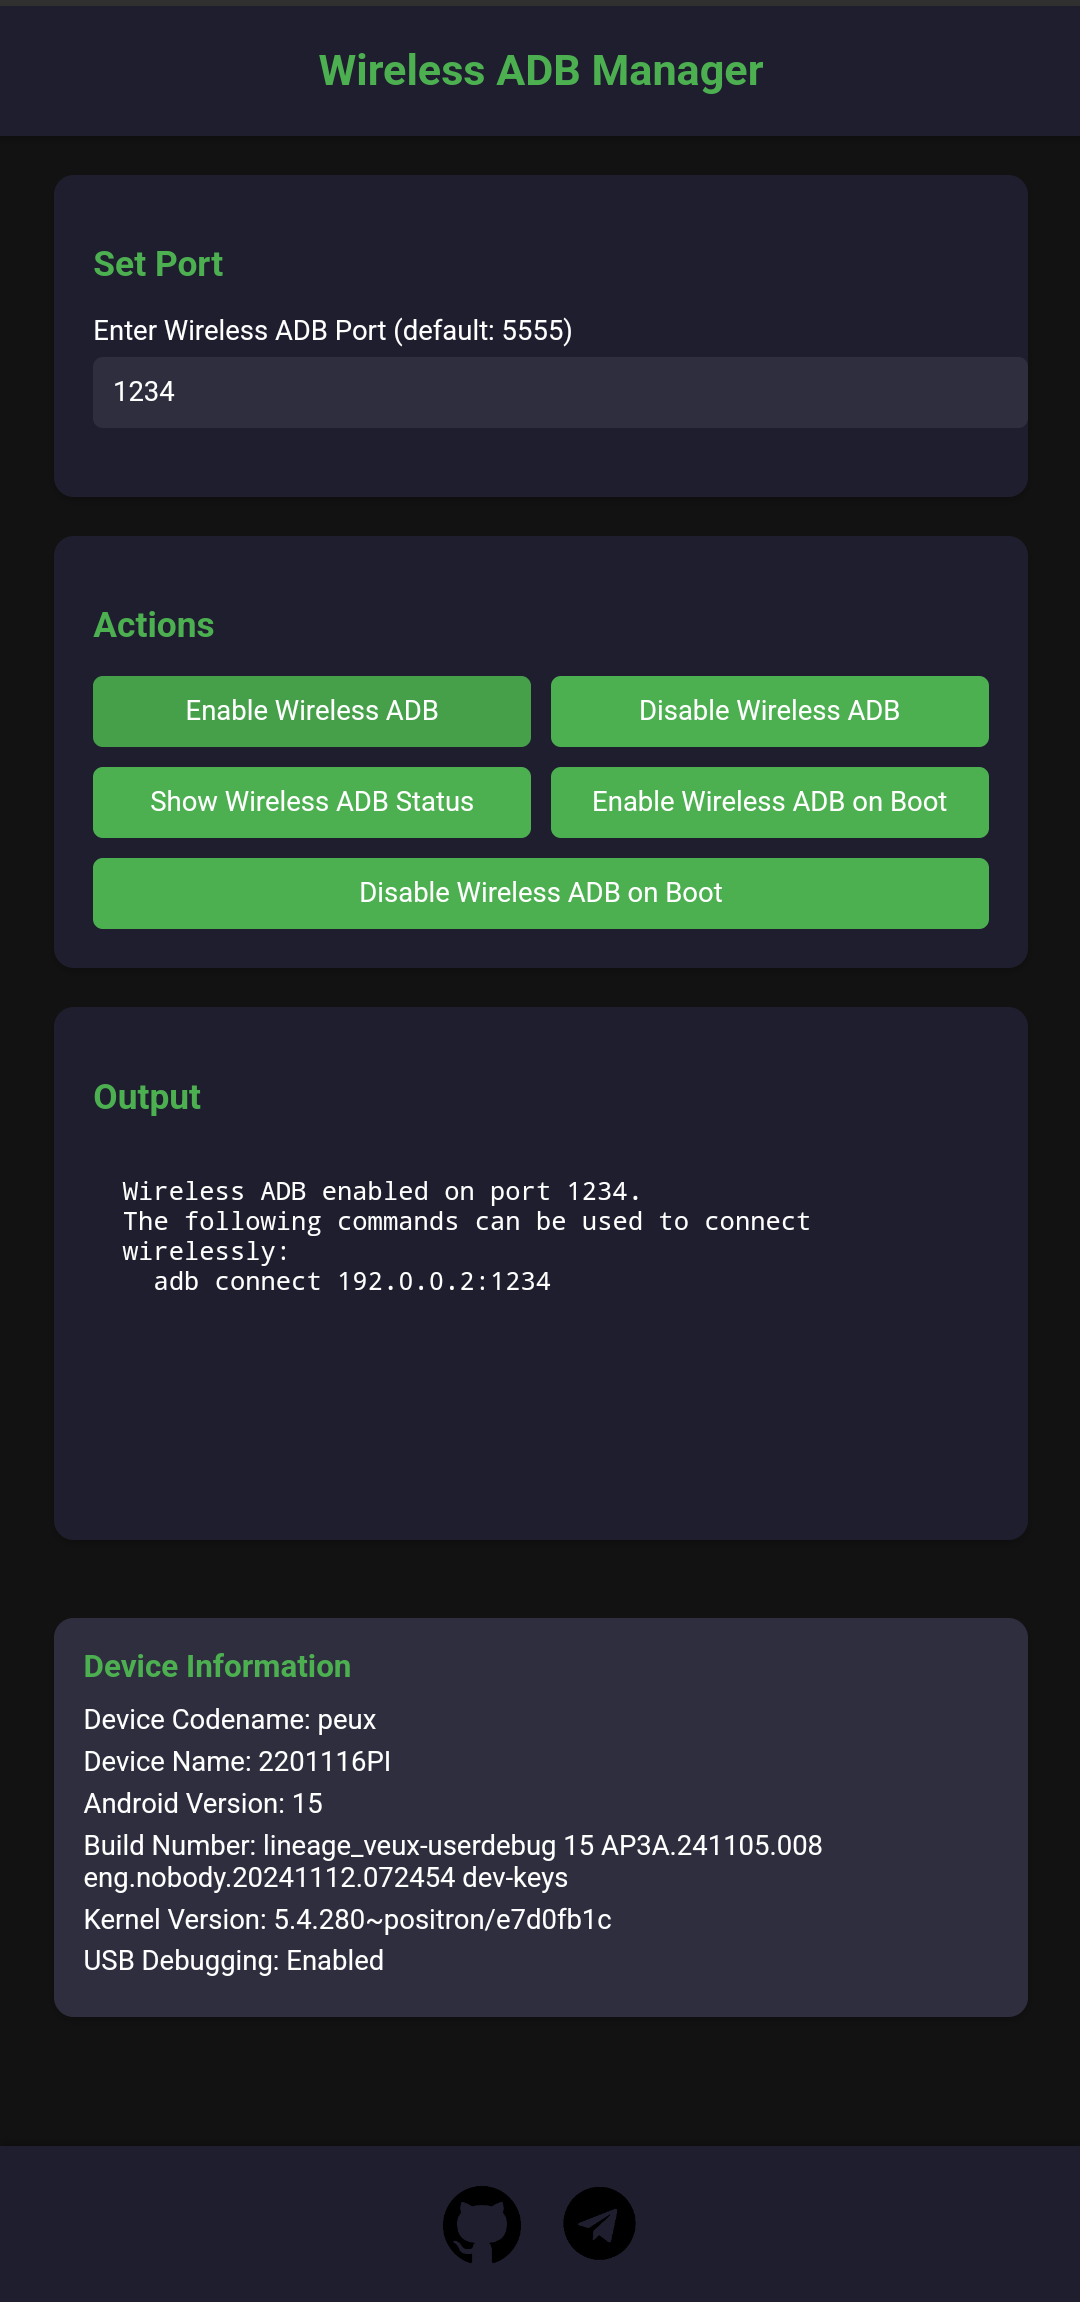 Wireless ADB Manager
Set Port
Enter Wireless ADB Port (default: 5555)
1234
Actions
Enable Wireless ADB
Disable Wireless ADB
Show Wireless ADB Status
Enable Wireless ADB on Boot
Disable Wireless ADB on Boot
Output
Wireless ADB enabled on port 1234.
The following commands can be used to connect
wirelessly:
  adb connect 192.0.0.2:1234
Device Information
Device Codename: peux
Device Name: 2201116PI
Android Version: 15
Build Number: lineage_veux-userdebug 15 AP3A.241105.008
eng.nobody.20241112.072454 dev-keys
Kernel Version: 5.4.280~positron/e7d0fb1c
USB Debugging: Enabled